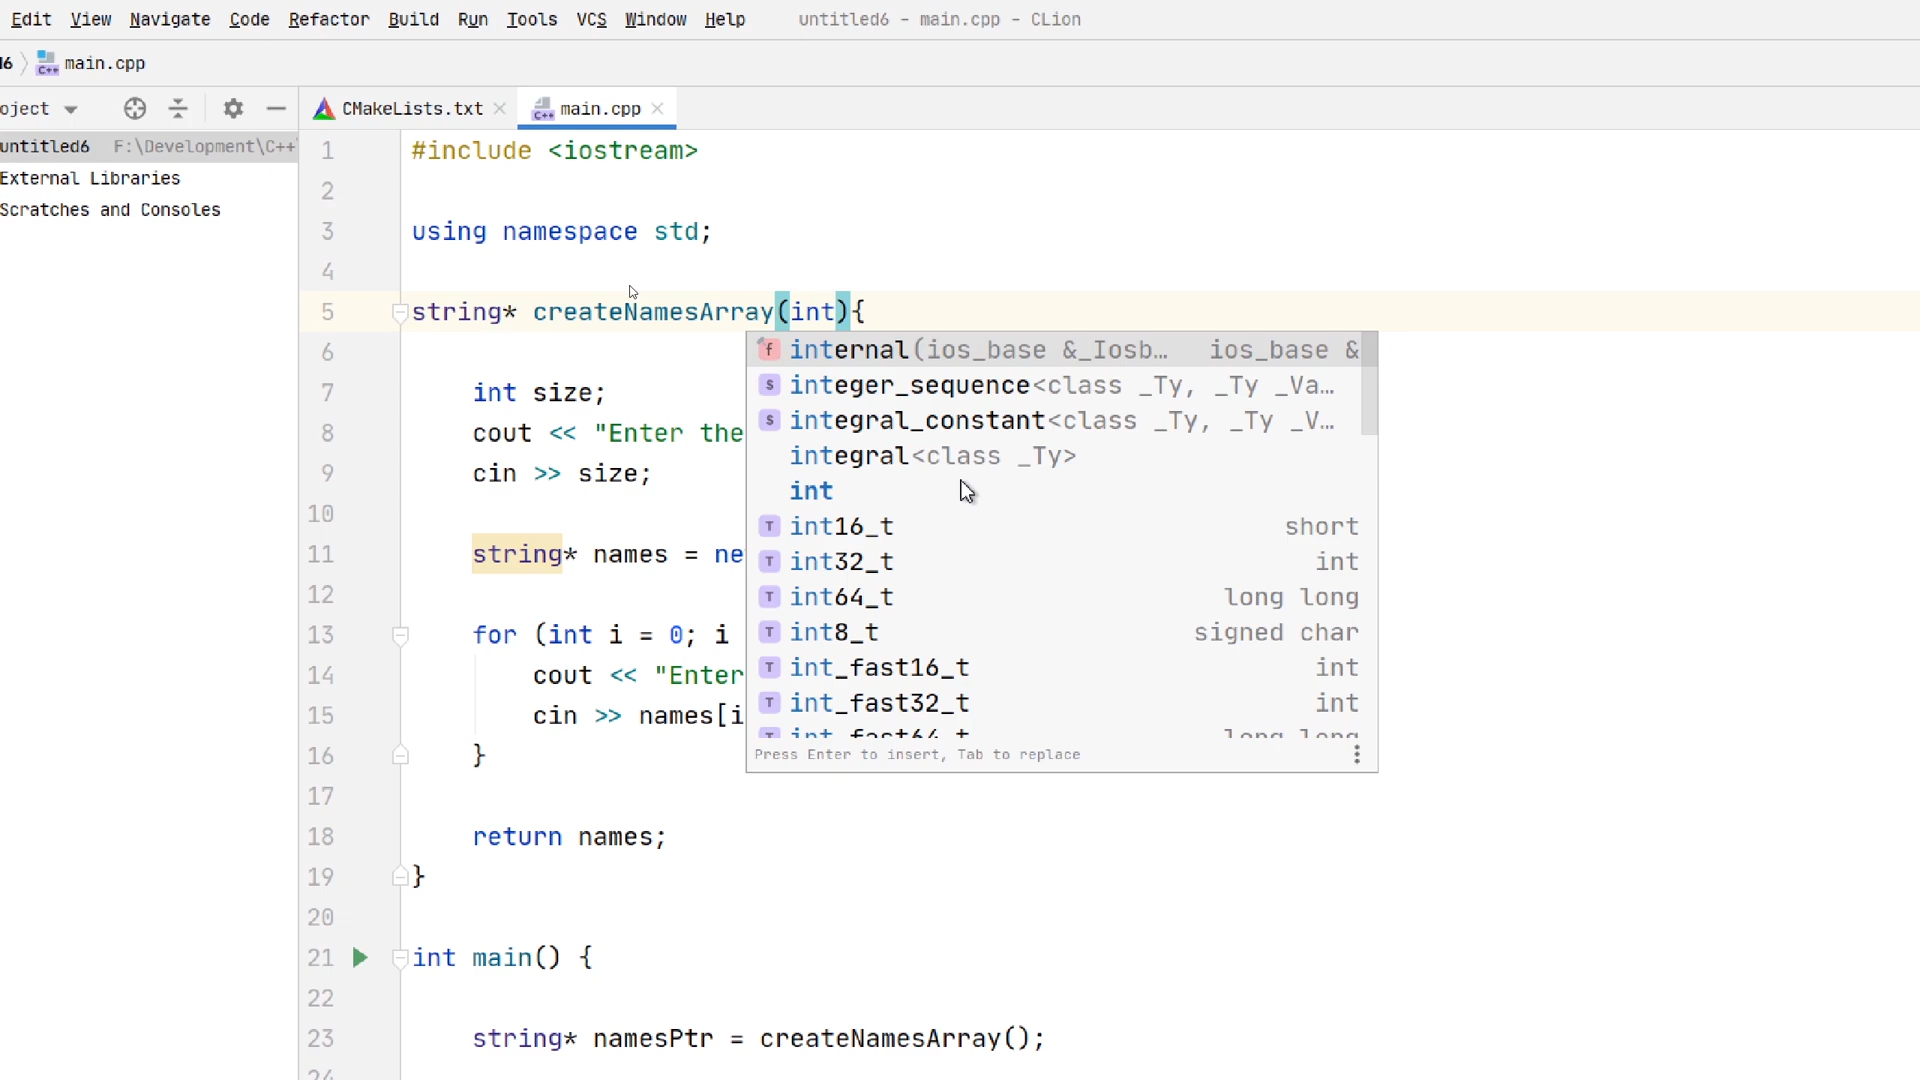 Edit View Navigate Code Refactor Build Run Tools VCS Window Help untitled6 - main.cpp - CLion
main.cpp
CMakeLists.txt main.cpp
untitled6 F:\Development\C++
External Libraries
Scratches and Consoles
1 #include <iostream>
2
3 using namespace std;
4
5 string* createNamesArray(int){
6 internal(ios_base &_Iosb… ios_base &
integer_sequence<class _Ty, _Ty _Va…
7 int size;
integral_constant<class _Ty, _Ty _V…
8 cout << "Enter the
integral<class _Ty>
9 cin >> size;
int
10
int16_t short
11 string* names = ne
int32_t int
12 int64_t long long
13 for (int i = 0; i
int8_t signed char
14 cout << "Enter
int_fast16_t int
15 cin >> names[i
int_fast32_t int
int_fast64_t long long
16 }
Press Enter to insert, Tab to replace
17
18 return names;
19 }
20
21 int main() {
22
23 string* namesPtr = createNamesArray();
24